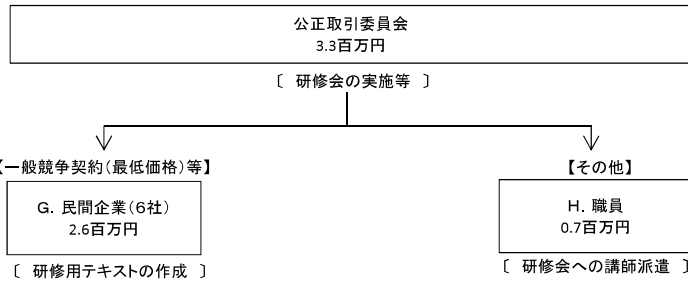 公正取引委員会
3.3百万円
〔 研修会の実施等 〕
【一般競争契約(最低価格)等】
【その他】
G. 民間企業(6社)
2.6百万円
H. 職員
0.7百万円
〔 研修用テキストの作成 〕
〔 研修会への講師派遣 〕